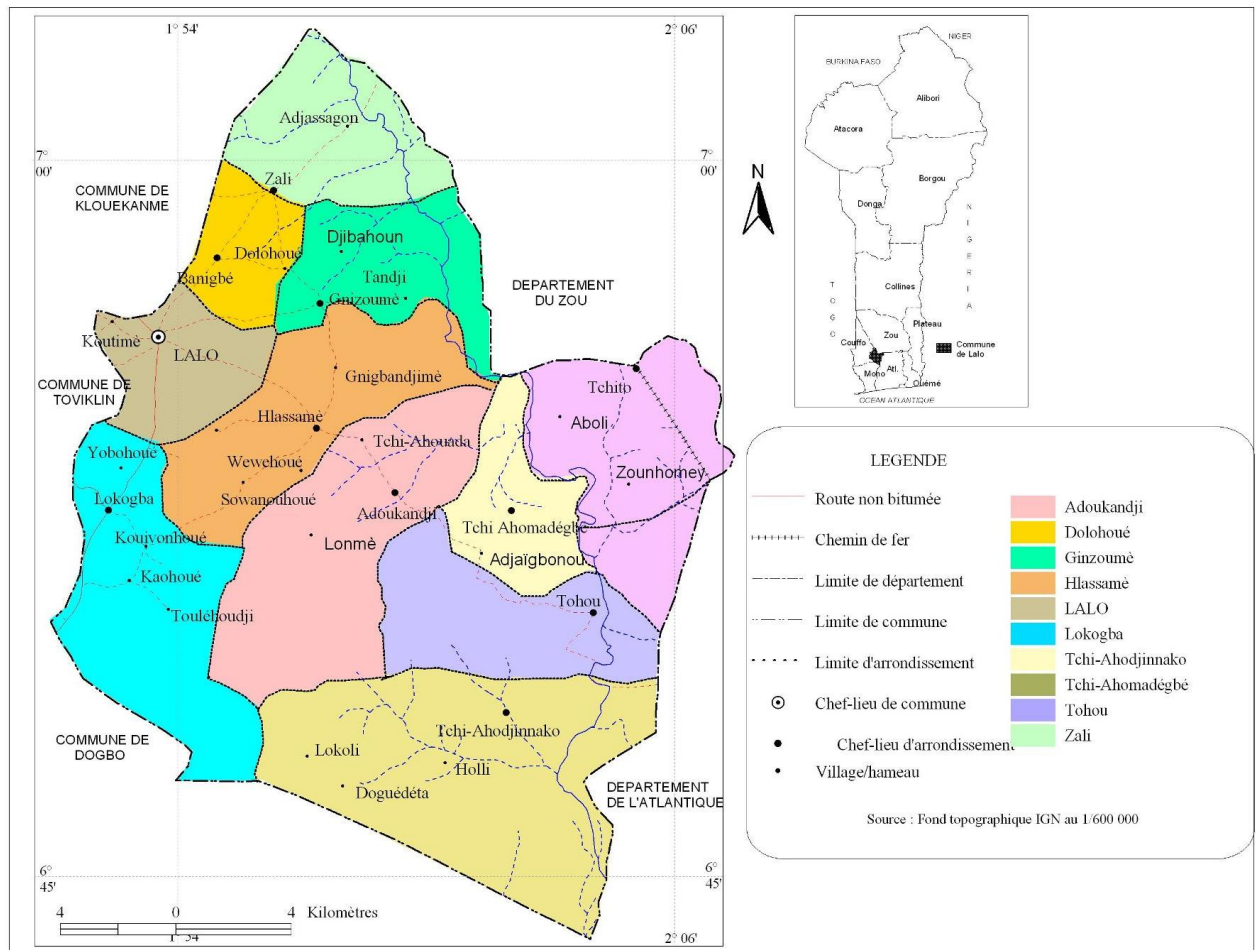 1° 54'
2° 06'
7°
00'
7°
00'
COMMUNE DE
KLOUEKANME
Adjassagon
Zali
Djibahoun
Dolohoué
Banigbé
Tandji
Gnizoumè
DEPARTEMENT
DU ZOU
Koutimè
LALO
COMMUNE DE
TOVIKLIN
Gnigbandjimè
Tchito
Aboli
Hlassamè
Tchi-Ahouada
Yobohoué
Wewehoué
Zounhomey
Lokogba
Sowanouhoué
Adoukandji
Tchi Ahomadégbé
Kouivonhoué
Lonmè
Adjaïgbonou
Kaohoué
Touléhoudji
Tohou
COMMUNE DE
DOGBO
Tchi-Ahodjinnako
Lokoli
Holli
Doguédéta
DEPARTEMENT
DE L'ATLANTIQUE
6°
45'
6°
45'
4 0 4 Kilomètres
1° 54'
2° 06'
N
NIGER
BURKINA FASO
Alibori
Atacora
Borgou
Donga
NIGERIA
TOGO
Collines
Plateau
Zou
Couffo
Commune
de Lalo
Mono
Atl.
Ouémé
OCEAN ATLANTIQUE
LEGENDE
Route non bitumée
Chemin de fer
Limite de département
Limite de commune
Limite d'arrondissement
Chef-lieu de commune
Chef-lieu d'arrondissement
Village/hameau
Adoukandji
Dolohoué
Ginzoumè
Hlassamè
LALO
Lokogba
Tchi-Ahodjinnako
Tchi-Ahomadégbé
Tohou
Zali
Source : Fond topographique IGN au 1/600 000